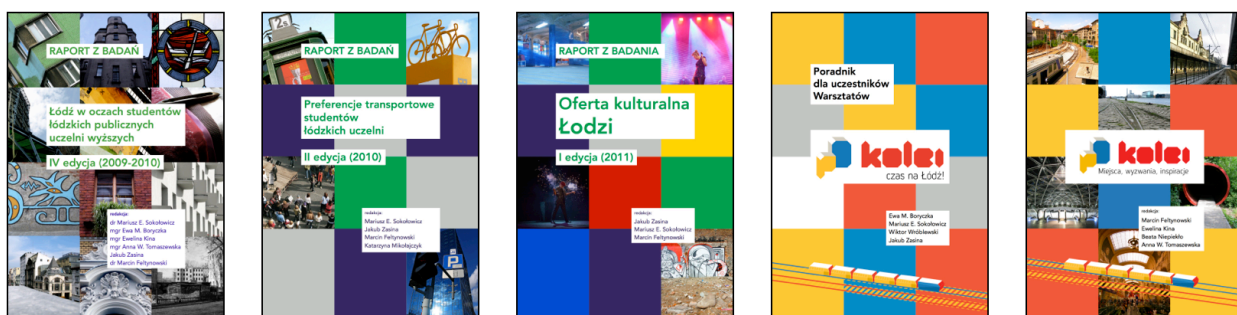 RAPORT Z BADAŃ
Łódź w oczach studentów
łódzkich publicznych
uczelni wyższych
IV edycja (2009-2010)
redakcja:
dr Mariusz E. Sokołowicz
mgr Ewa M. Boryczka
mgr Ewelina Kina
mgr Anna W. Tomaszewska
Jakub Zasina
dr Marcin Feltynowski
2s
RAPORT Z BADAŃ
Preferencje transportowe
studentów
łódzkich uczelni
II edycja (2010)
redakcja:
Mariusz E. Sokołowicz
Jakub Zasina
Marcin Feltynowski
Katarzyna Mikołajczyk
P
RAPORT Z BADANIA
Oferta kulturalna
Łodzi
I edycja (2011)
redakcja:
Jakub Zasina
Mariusz E. Sokołowicz
Marcin Feltynowski
Poradnik
dla uczestników
Warsztatów
po kolei
czas na Łódź!
Ewa M. Boryczka
Mariusz E. Sokołowicz
Wiktor Wróblewski
Jakub Zasina
po kolei
Miejsca, wyzwania, inspiracje
redakcja:
Marcin Feltynowski
Ewelina Kina
Beata Niepiekło
Anna W. Tomaszewska